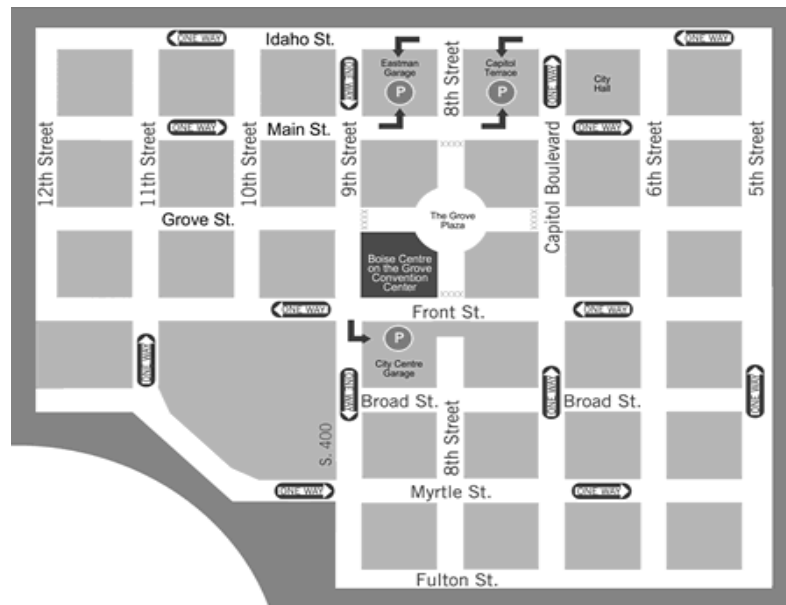 ONE WAY
Idaho St.
ONE WAY
Eastman
Garage
P
ONE WAY
8th Street
Capitol
Terrace
P
ONE WAY
City
Hall
ONE WAY
Main St.
ONE WAY
12th Street
11th Street
10th Street
9th Street
Capitol Boulevard
6th Street
5th Street
Grove St.
The Grove
Plaza
Boise Centre
on the Grove
Convention
Center
ONE WAY
Front St.
ONE WAY
P
City Centre
Garage
ONE WAY
ONE WAY
Broad St.
ONE WAY
Broad St.
ONE WAY
S. 400
8th Street
ONE WAY
Myrtle St.
ONE WAY
Fulton St.